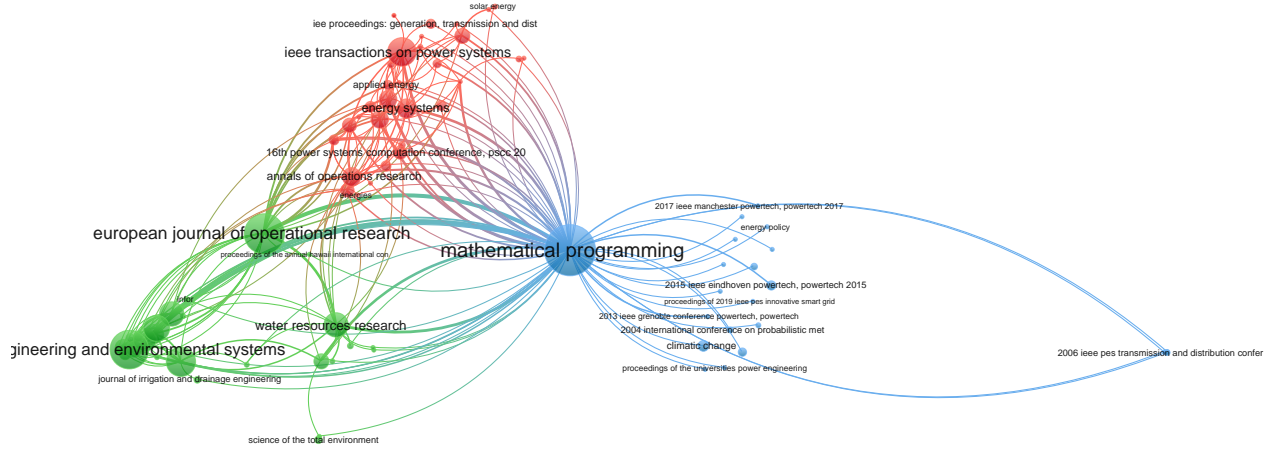 solar energy
iee proceedings: generation, transmission and dist
ieee transactions on power systems
applied energy
energy systems
16th power systems computation conference, pscc 20
annals of operations research
energies
2017 ieee manchester powertech, powertech 2017
energy policy
european journal of operational research
mathematical programming
proceedings of the annual hawaii international con
2015 ieee eindhoven powertech, powertech 2015
infor
proceedings of 2019 ieee pes innovative smart grid
2013 ieee grenoble conference powertech, powertech
water resources research
2004 international conference on probabilistic met
climatic change
gineering and environmental systems
2006 ieee pes transmission and distribution confer
proceedings of the universities power engineering
journal of irrigation and drainage engineering
science of the total environment